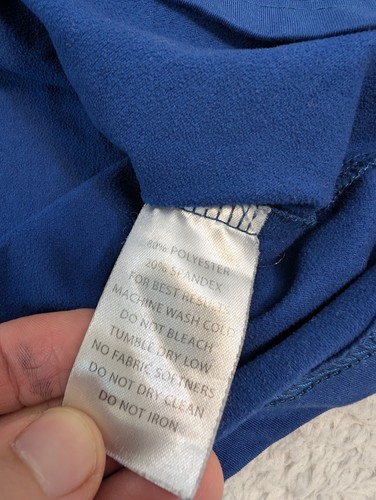 80% POLYESTER
20% SPANDEX
FOR BEST RESULTS
MACHINE WASH COLD
DO NOT BLEACH
TUMBLE DRY LOW
NO FABRIC SOFTNERS
DO NOT DRY CLEAN
DO NOT IRON